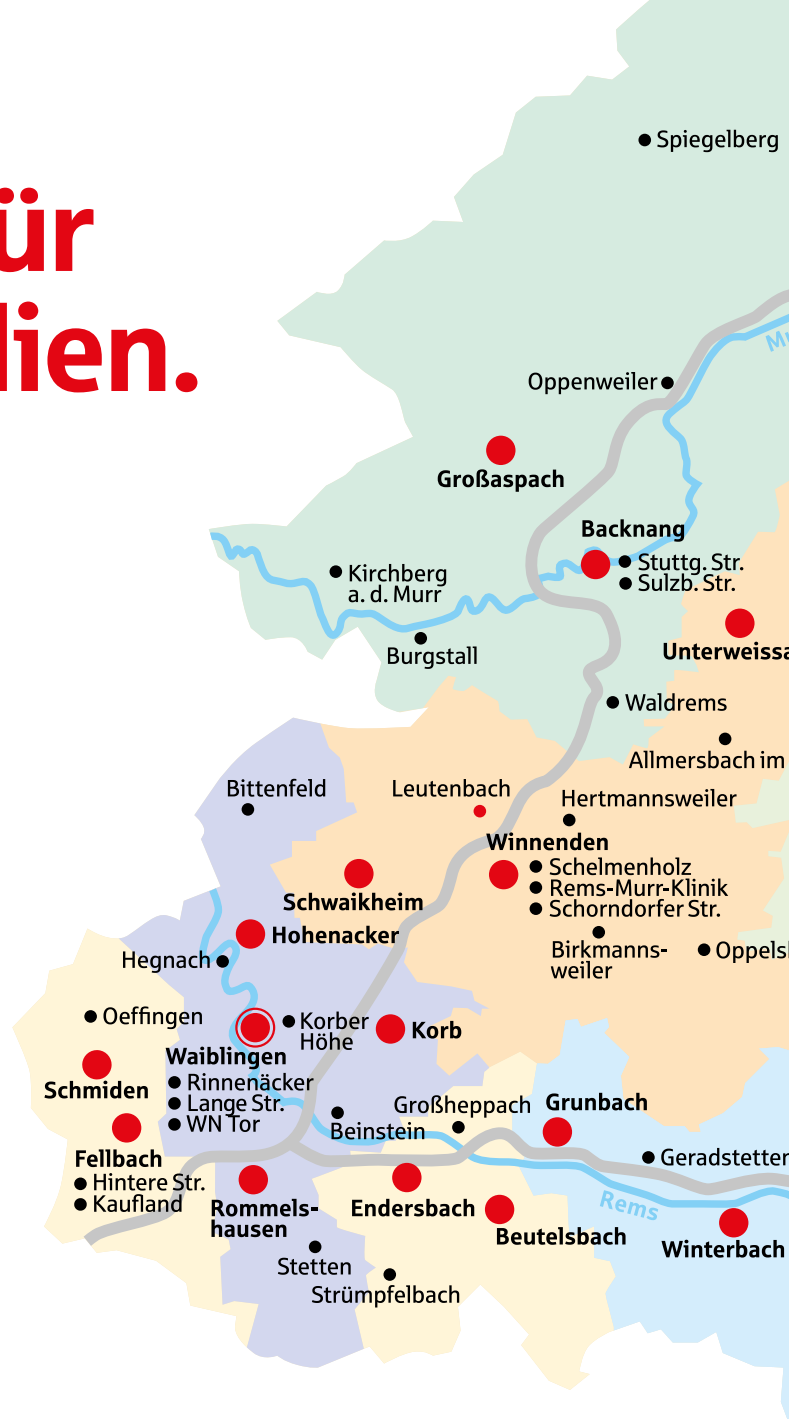 Spiegelberg
ür
lien.
Oppenweiler
Großaspach
Backnang
Stuttg. Str.
Sulzb. Str.
Kirchberg
a. d. Murr
Burgstall
Unterweissa
Waldrems
Allmersbach im
Bittenfeld
Leutenbach
Hertmannsweiler
Winnenden
Schelmenholz
Rems-Murr-Klinik
Schorndorfer Str.
Schwaikheim
Hohenacker
Birkmanns-
weiler
Oppels
Hegnach
Oeffingen
Korber
Höhe
Korb
Waiblingen
Rinnenäcker
Lange Str.
WN Tor
Schmiden
Großheppach
Grunbach
Beinstein
Fellbach
Hintere Str.
Kaufland
Geradstetten
Rommels-
hausen
Endersbach
Rems
Beutelsbach
Winterbach
Stetten
Strümpfelbach